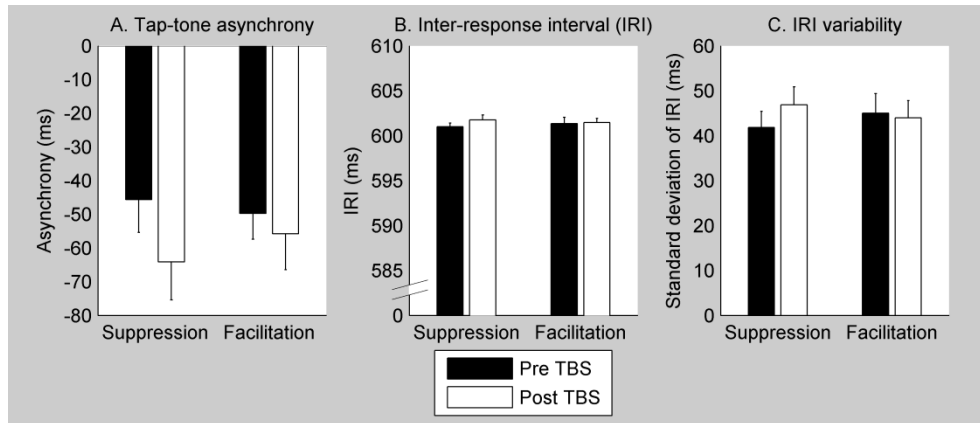 A. Tap-tone asynchrony
0
-10
-20
-30
-40
-50
-60
-70
-80
Asynchrony (ms)
Suppression Facilitation
B. Inter-response interval (IRI)
610
605
600
595
590
585
0
IRI (ms)
Suppression Facilitation
C. IRI variability
60
50
40
30
20
10
0
Standard deviation of IRI (ms)
Suppression Facilitation
Pre TBS
Post TBS